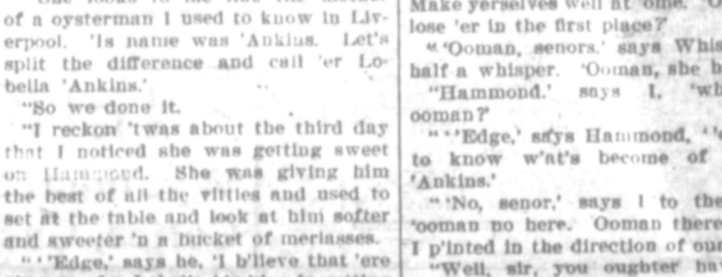 of a oysterman I used to know in Liv-
erpool. 'Is name was 'Ankins. Let's
split the difference and call 'er Lo-
bella 'Ankins.'
"So we done it.
"I reckon 'twas about the third day
that I noticed she was getting sweet
on Hammond. She was giving him
the best of all the vittles and used to
set at the table and look at him softer
and sweeter 'n a bucket of merlasses.
"'Edge,' says he, 'I b'lieve that 'ere
Make yerselves well at 'ome.
lose 'er in the first place?'
"'Ooman, senors,' says
half a whisper. 'Ooman, she
"Hammond,' says I,
ooman?'
"''Edge,' says Hammond,
to know w'at's become of
'Ankins.'
"'No, senor,' says I to the
'ooman no here. Ooman there
I p'inted in the direction of
"Well, sir, you oughter